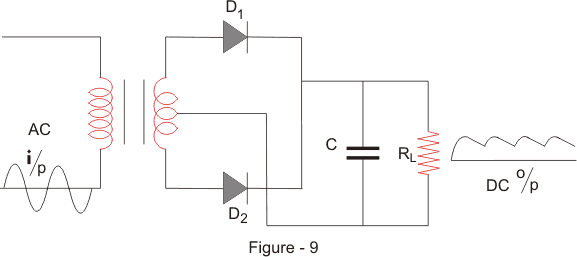 D1
AC
i/p
C
RL
DC o/p
D2
Figure - 9